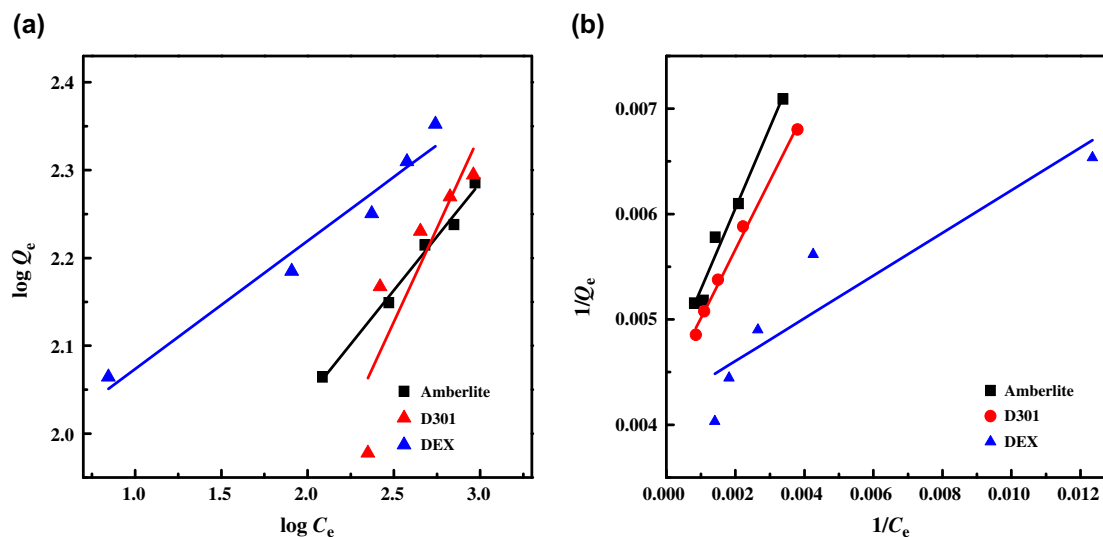 (a)
(b)
log Qe
2.4
2.3
2.2
2.1
2.0
1.0
1.5
2.0
2.5
3.0
log Ce
Amberlite
D301
DEX
1/Qe
0.007
0.006
0.005
0.004
0.000
0.002
0.004
0.006
0.008
0.010
0.012
1/Ce
Amberlite
D301
DEX